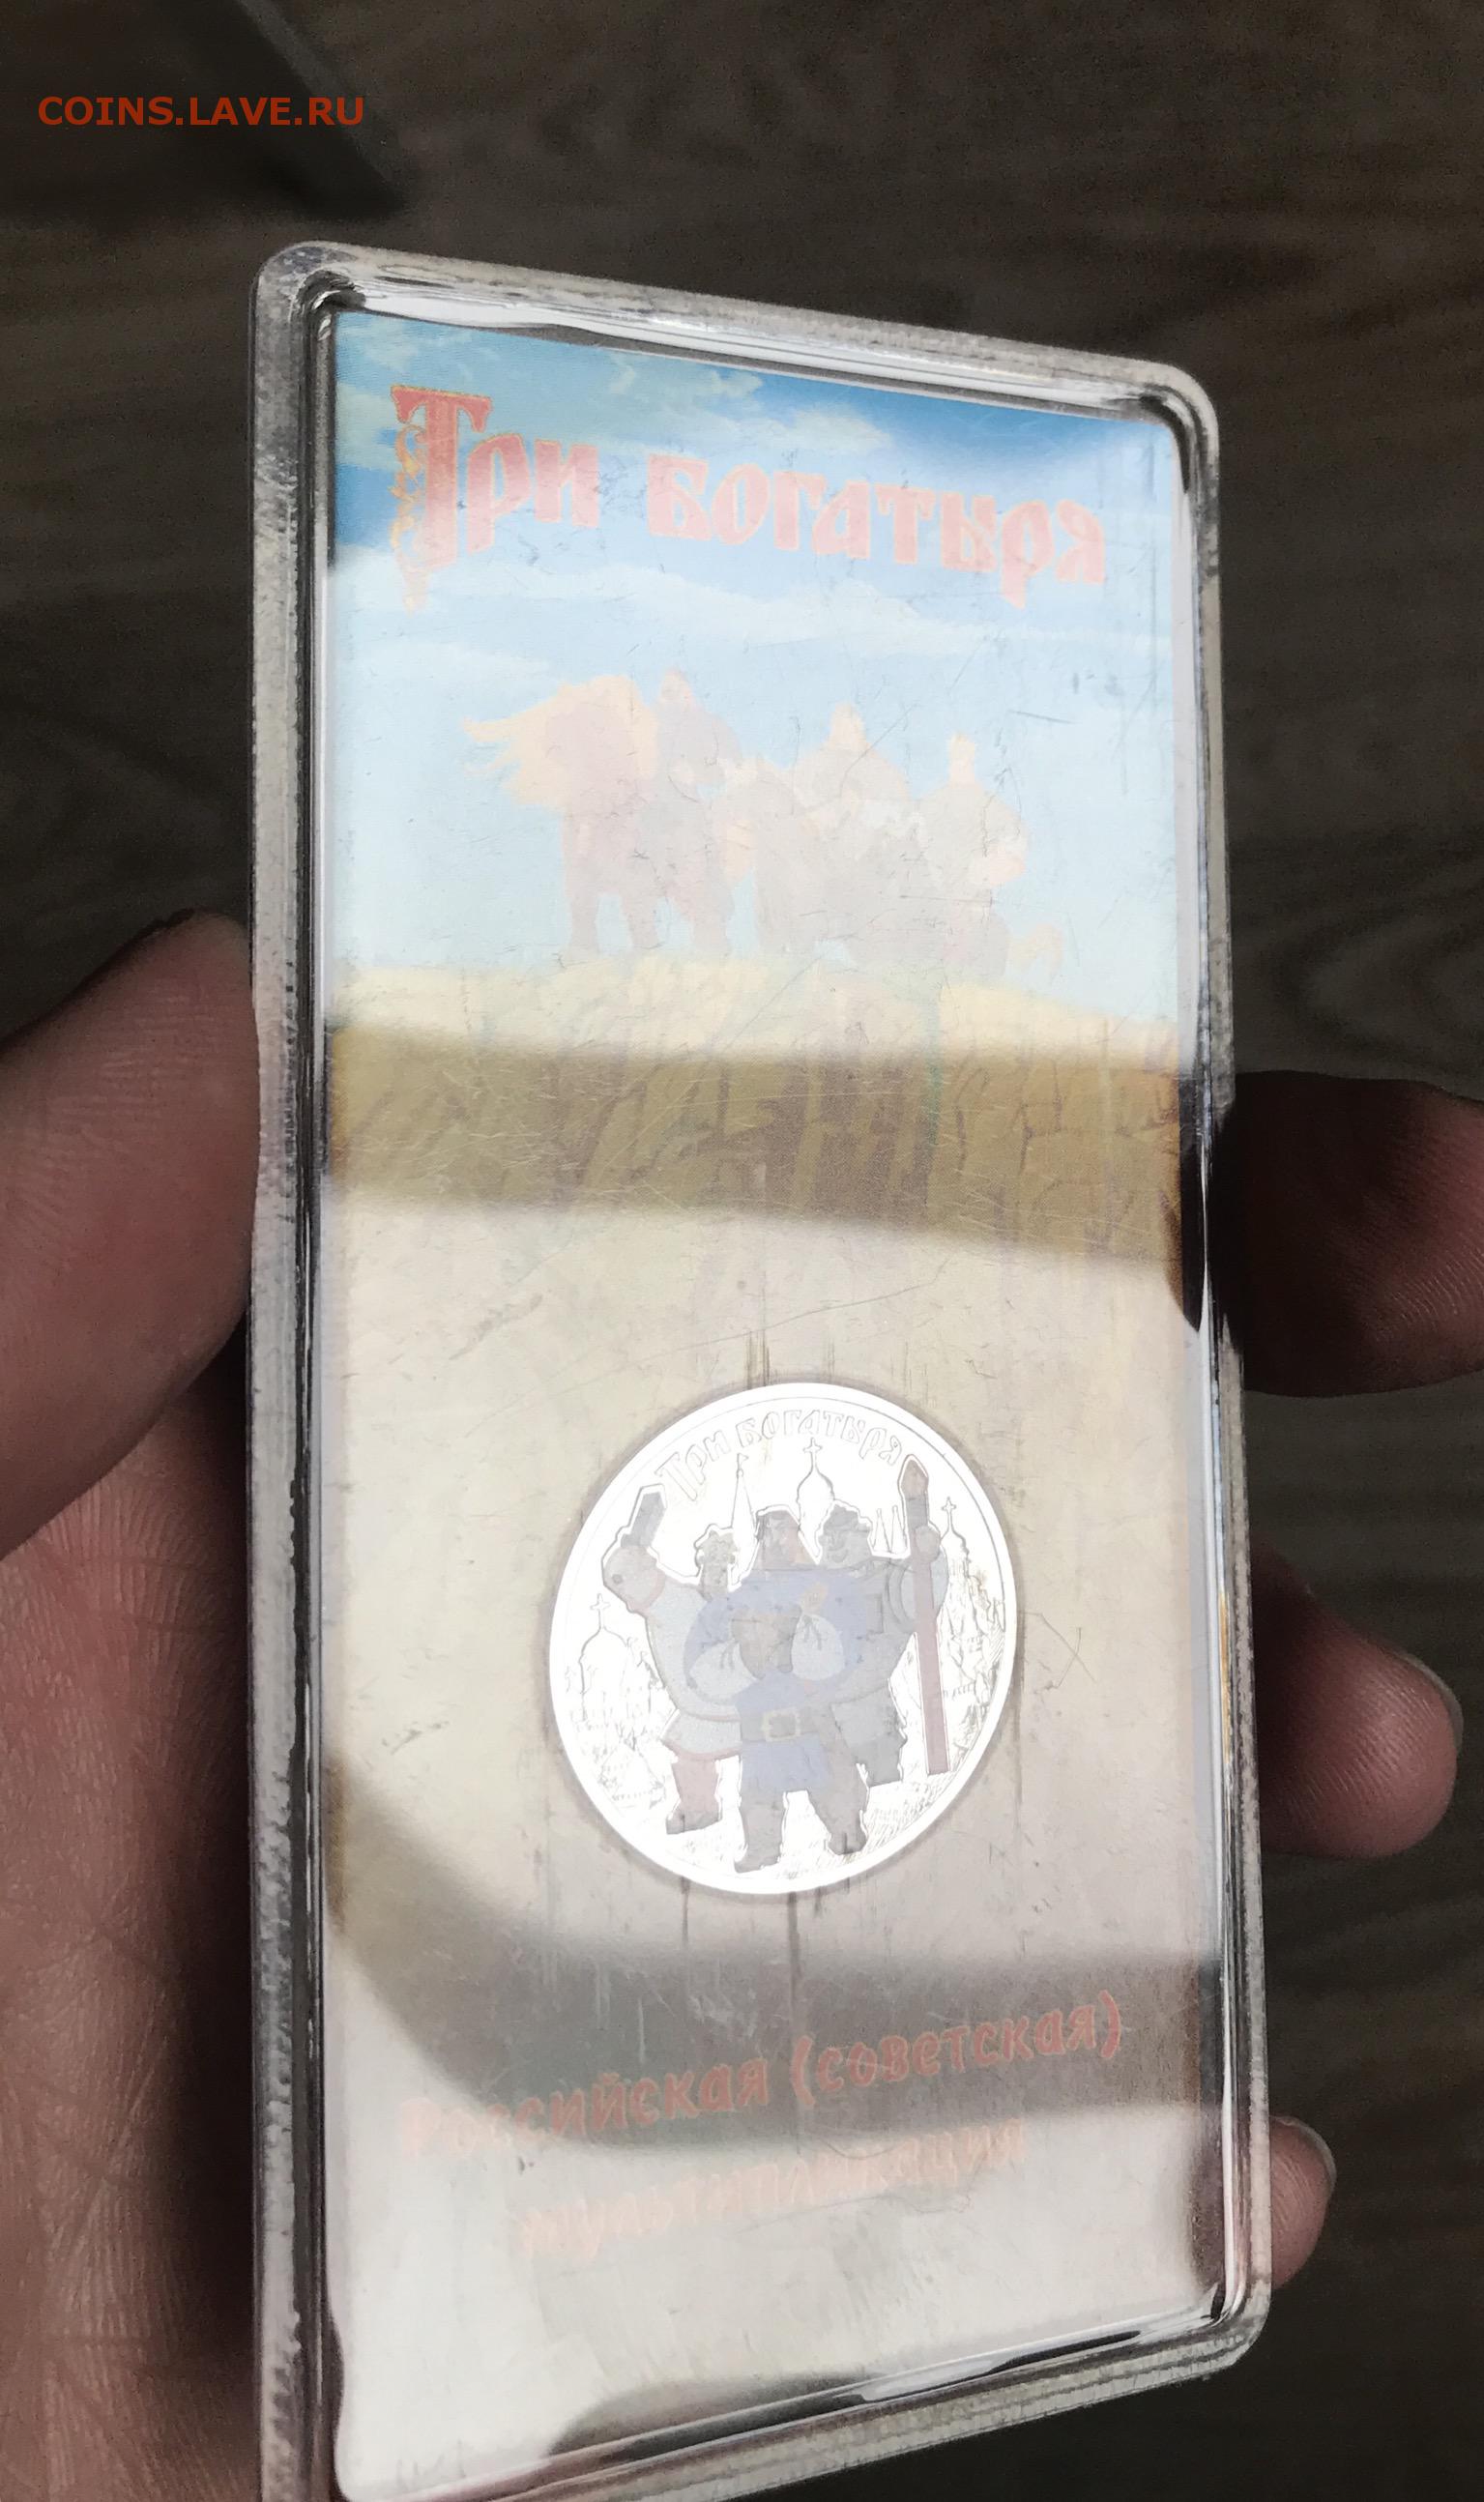 COINS.LAVE.RU
Три богатыря
Три богатыря
Российская (советская)
мультипликация